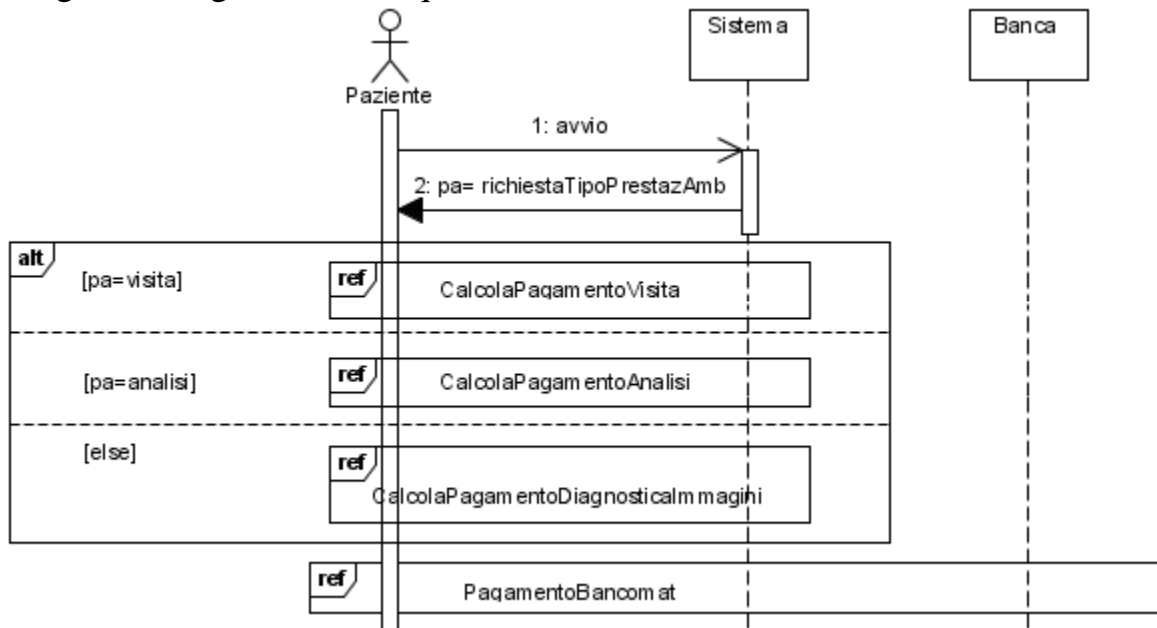 Sistema
Banca
Paziente
1: avvio
2: pa= richiestaTipoPrestazAmb
alt
[pa=visita]
ref
CalcolaPagamentoVisita
[pa=analisi]
ref
CalcolaPagamentoAnalisi
[else]
ref
CalcolaPagamentoDiagnosticaImmagini
ref
PagamentoBancomat